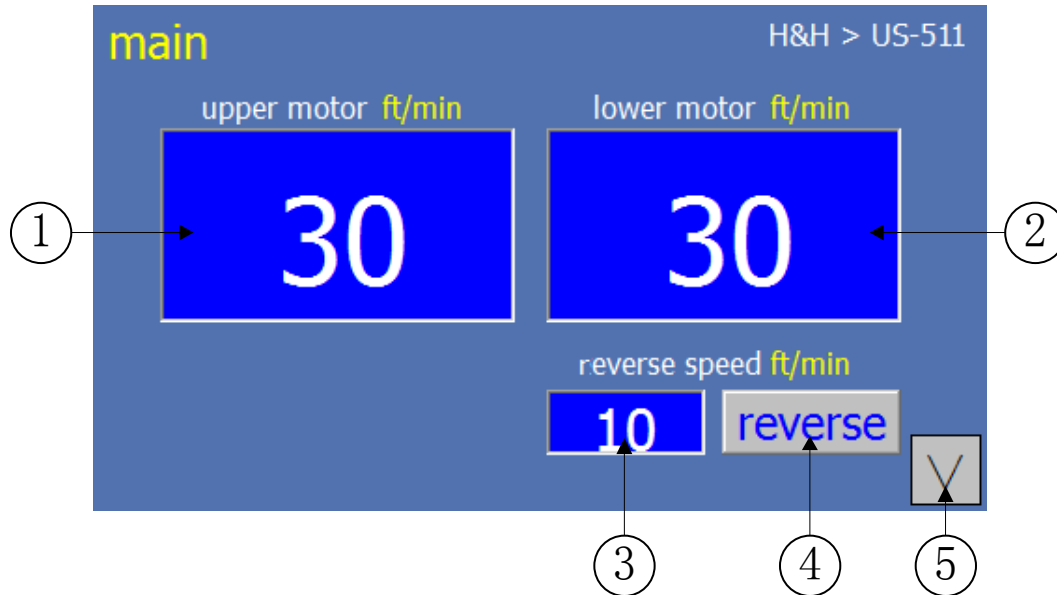 main
H&H > US-511
upper motor ft/min
lower motor ft/min
30
30
1
2
reverse speed ft/min
10
reverse
V
3
4
5